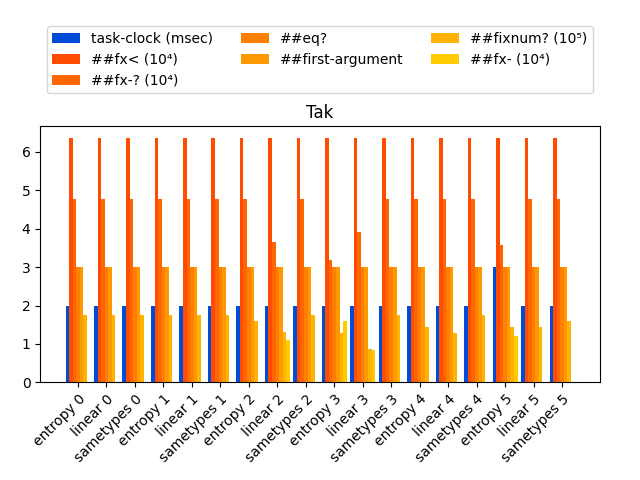 task-clock (msec)
##fx< (10⁴)
##fx-? (10⁴)
##eq?
##first-argument
##fixnum? (10⁵)
##fx- (10⁴)
Tak
6
5
4
3
2
1
0
entropy 0
linear 0
sametypes 0
entropy 1
linear 1
sametypes 1
entropy 2
linear 2
sametypes 2
entropy 3
linear 3
sametypes 3
entropy 4
linear 4
sametypes 4
entropy 5
linear 5
sametypes 5